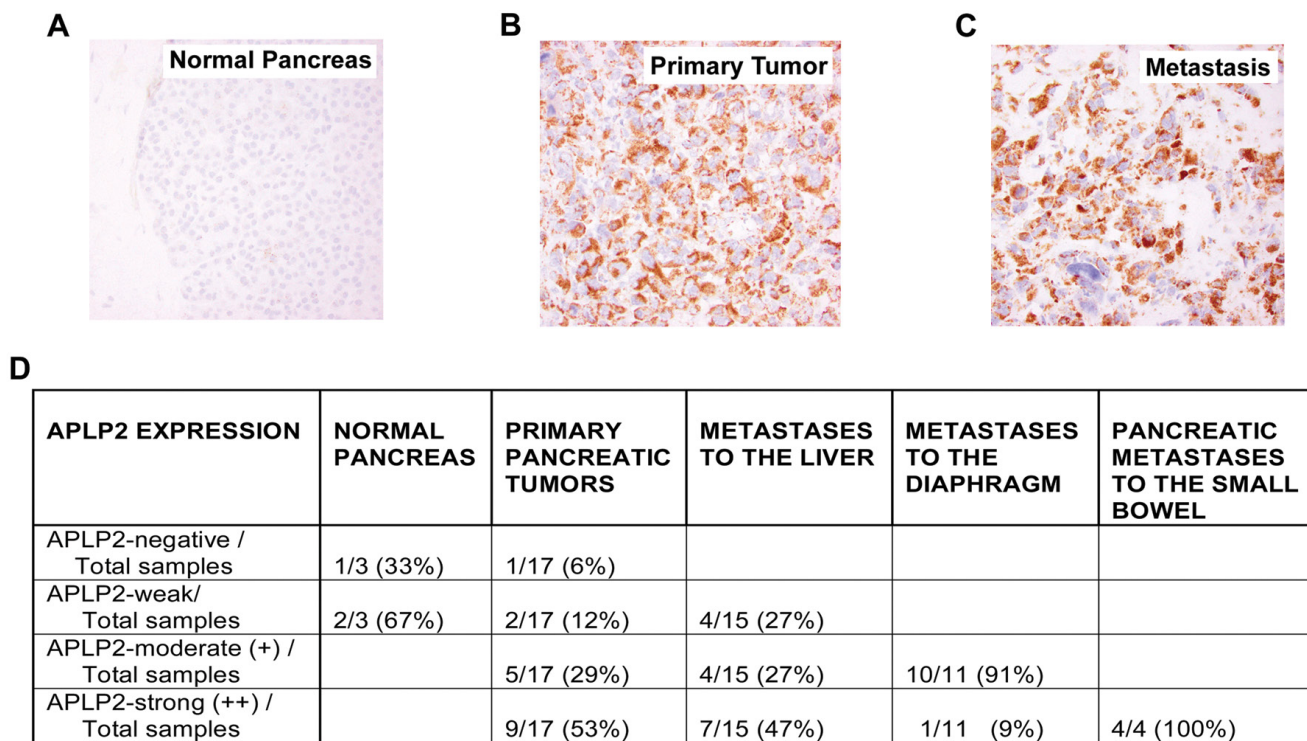 A
Normal Pancreas
B
Primary Tumor
C
Metastasis
D
APLP2 EXPRESSION
NORMAL
PANCREAS
PRIMARY
PANCREATIC
TUMORS
METASTASES
TO THE LIVER
METASTASES
TO THE
DIAPHRAGM
PANCREATIC
METASTASES
TO THE SMALL
BOWEL
APLP2-negative /
Total samples
1/3 (33%)
1/17 (6%)
APLP2-weak/
Total samples
2/3 (67%)
2/17 (12%)
4/15 (27%)
APLP2-moderate (+) /
Total samples
5/17 (29%)
4/15 (27%)
10/11 (91%)
APLP2-strong (++) /
Total samples
9/17 (53%)
7/15 (47%)
1/11 (9%)
4/4 (100%)